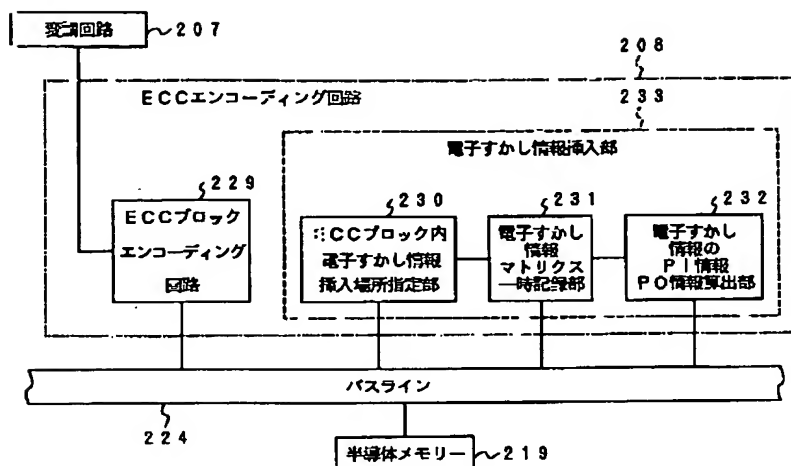 変調回路 207
208
ECCエンコーディング回路
233
電子すかし情報挿入部
229
ECCブロック
エンコーディング
回路
230
CCブロック内
電子すかし情報
挿入場所指定部
231
電子すかし
情報
マトリクス
一時記録部
232
電子すかし
情報の
PI情報
PO情報算出部
バスライン
224
半導体メモリー 219